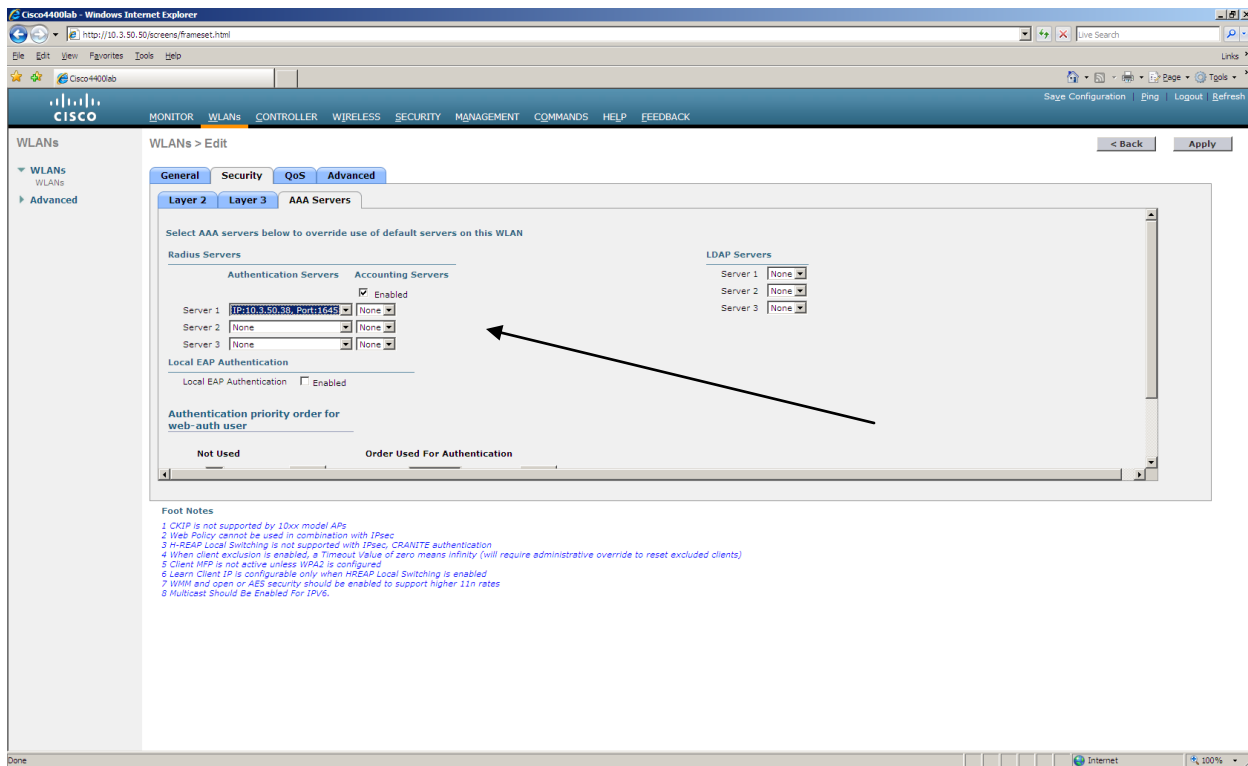 Cisco4400lab - Windows Internet Explorer
http://10.3.50.50/screens/frameset.html
Live Search
File Edit View Favorites Tools Help
Links
Cisco4400lab
Page Tools
Save Configuration Ping Logout Refresh
CISCO
MONITOR WLANs CONTROLLER WIRELESS SECURITY MANAGEMENT COMMANDS HELP FEEDBACK
WLANs
WLANs > Edit
< Back Apply
WLANs
WLANs
Advanced
General Security QoS Advanced
Layer 2 Layer 3 AAA Servers
Select AAA servers below to override use of default servers on this WLAN
Radius Servers
LDAP Servers
Authentication Servers Accounting Servers
Enabled
Server 1 IP:10.3.50.38, Port:1645 None
Server 2 None None
Server 3 None None
Server 1 None
Server 2 None
Server 3 None
Local EAP Authentication
Local EAP Authentication Enabled
Authentication priority order for
web-auth user
Not Used Order Used For Authentication
Foot Notes
1 CKIP is not supported by 10xx model APs
2 Web Policy cannot be used in combination with IPsec
3 H-REAP Local Switching is not supported with IPsec, CRANITE authentication
4 When client exclusion is enabled, a Timeout Value of zero means infinity (will require administrative override to reset excluded clients)
5 Client MFP is not active unless WPA2 is configured
6 Learn Client IP is configurable only when HREAP Local Switching is enabled
7 WMM and open or AES security should be enabled to support higher 11n rates
8 Multicast Should Be Enabled For IPV6.
Done
Internet
100%